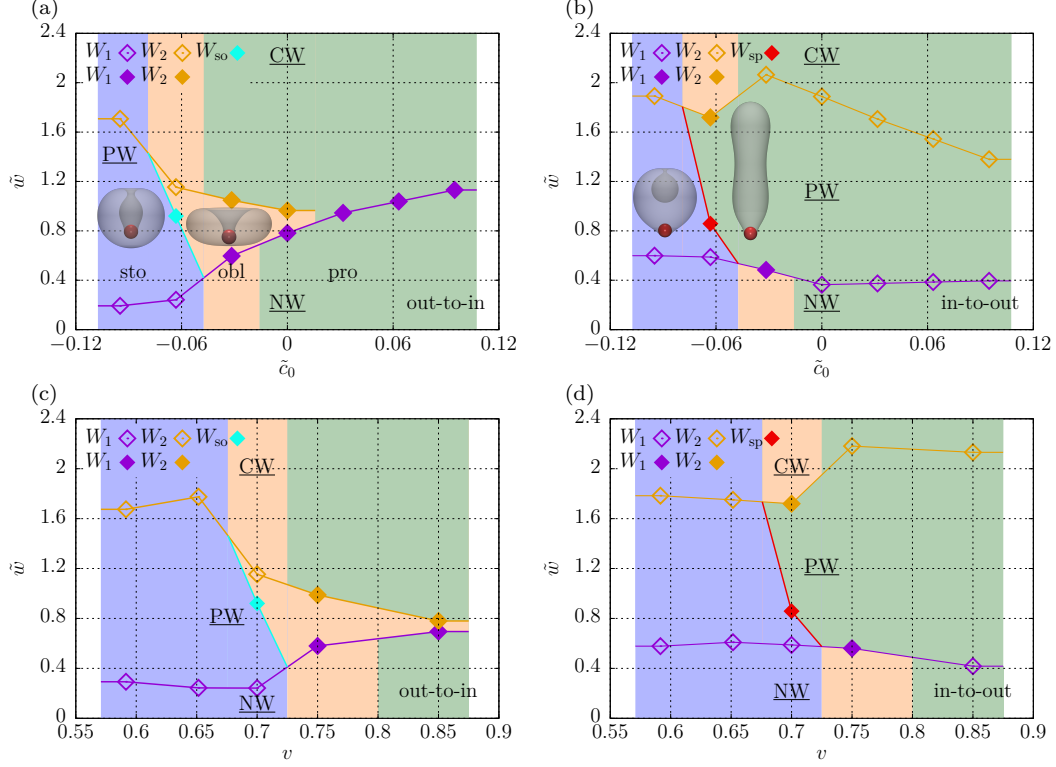 (a)
2.4
2
1.6
1.2
0.8
0.4
0
w̃
W₁ W₂ Wₛₒ CW
W₁ W₂
PW
sto obl pro
NW out-to-in
−0.12 −0.06 0 0.06 0.12
c̃₀
(b)
2.4
2
1.6
1.2
0.8
0.4
0
w̃
W₁ W₂ Wₛₚ CW
W₁ W₂
PW
NW in-to-out
−0.12 −0.06 0 0.06 0.12
c̃₀
(c)
2.4
2
1.6
1.2
0.8
0.4
0
w̃
W₁ W₂ Wₛₒ
W₁ W₂ CW
PW
NW out-to-in
0.55 0.6 0.65 0.7 0.75 0.8 0.85 0.9
v
(d)
2.4
2
1.6
1.2
0.8
0.4
0
w̃
W₁ W₂ Wₛₚ
W₁ W₂ CW
PW
NW in-to-out
0.55 0.6 0.65 0.7 0.75 0.8 0.85 0.9
v